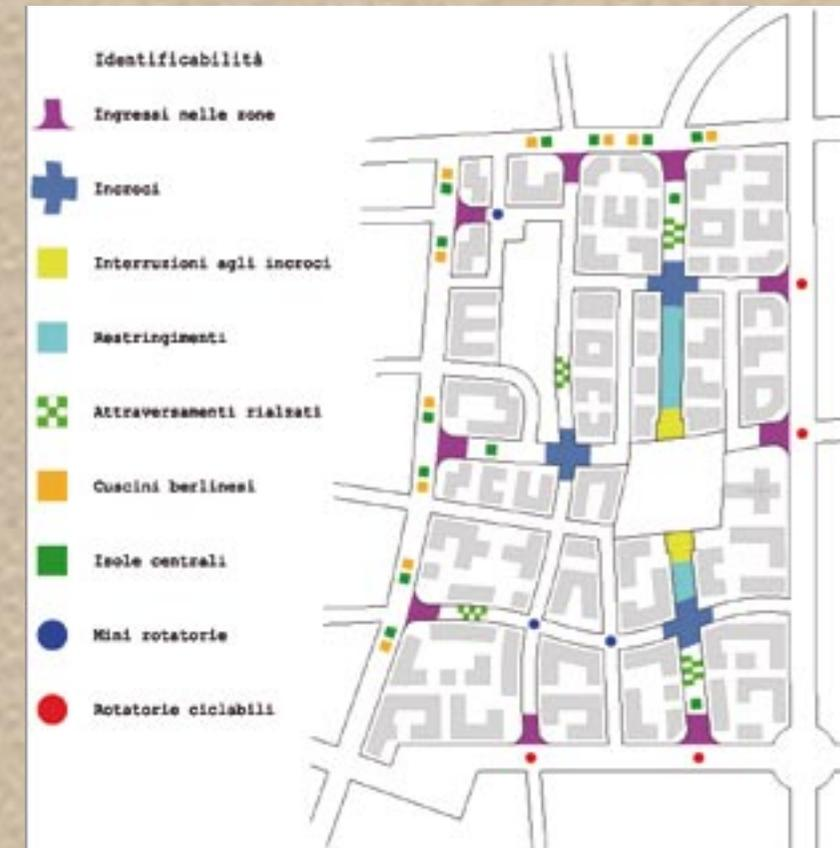 Identificabilità
Ingressi nelle zone
Incroci
Interruzioni agli incroci
Restringimenti
Attraversamenti rialzati
Cuscini berlinesi
Isole centrali
Mini rotatorie
Rotatorie ciclabili